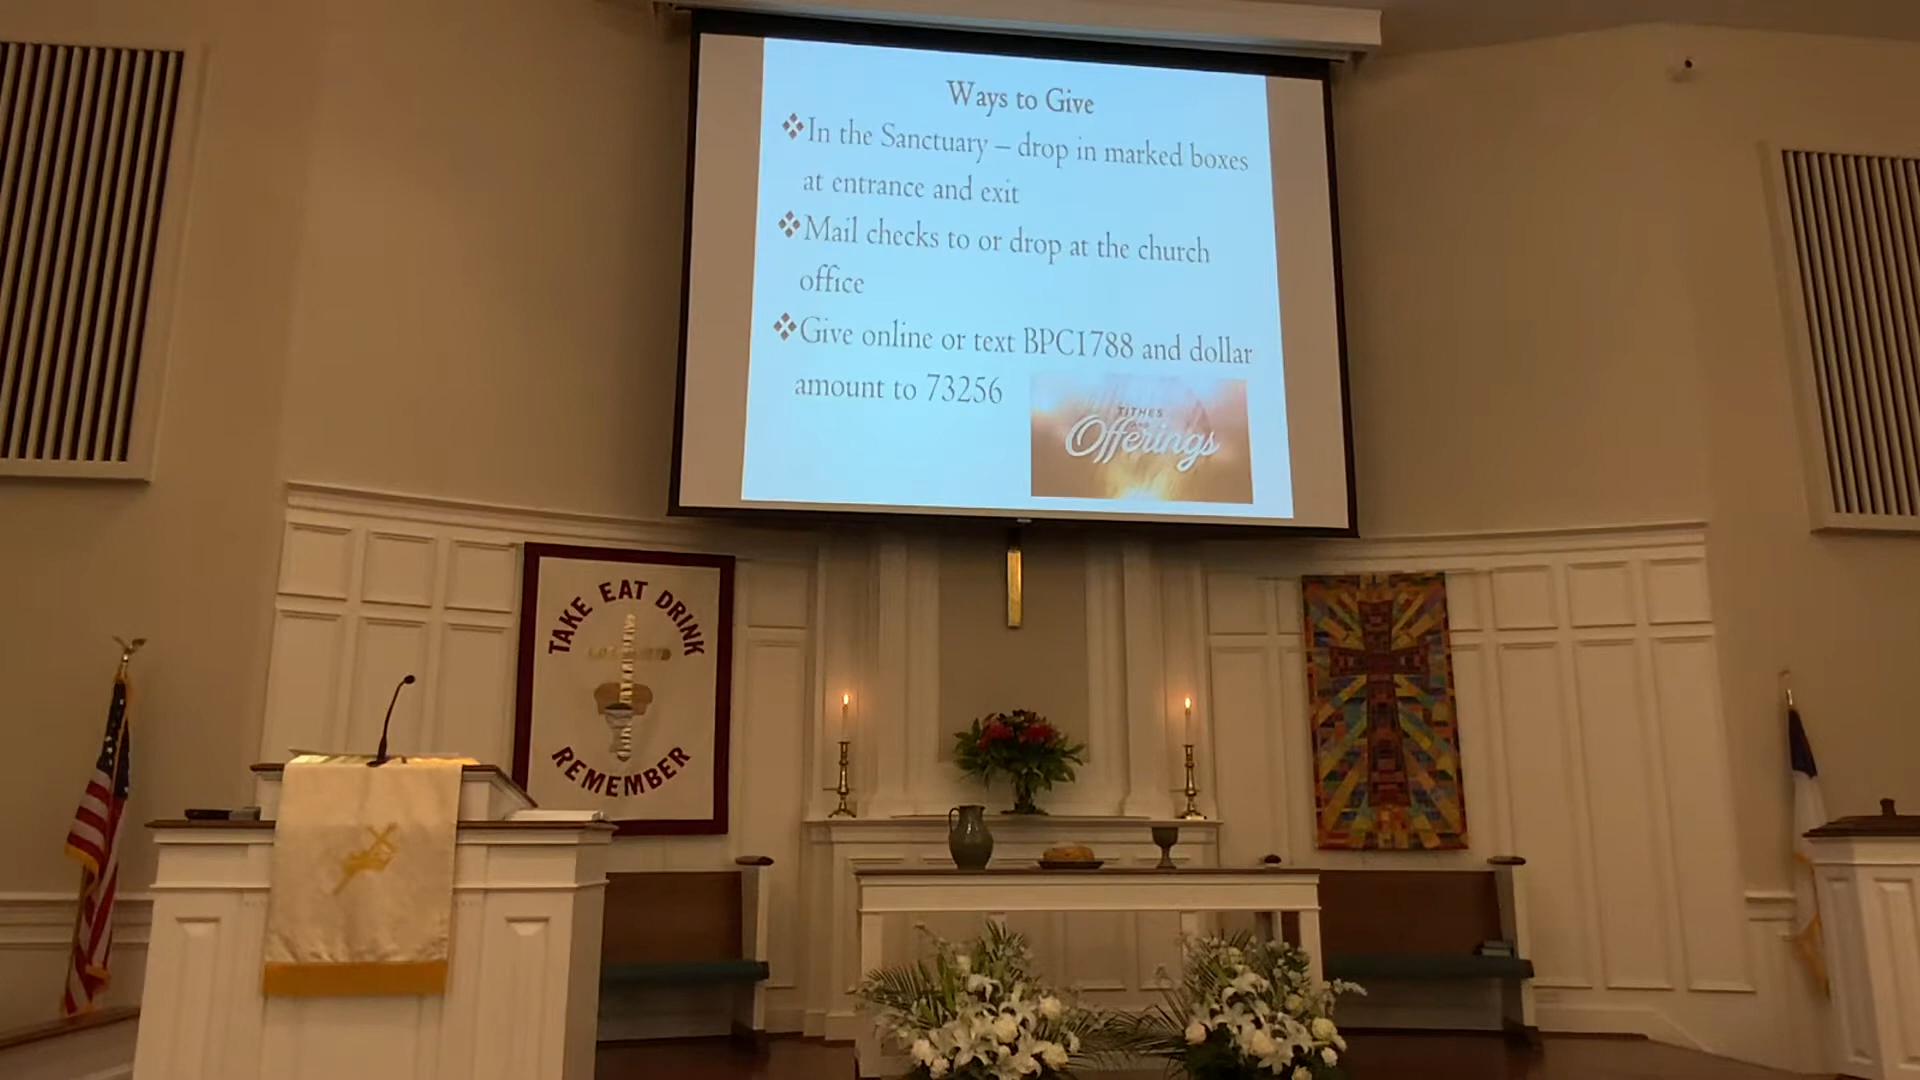 Ways to Give
❖In the Sanctuary – drop in marked boxes
at entrance and exit
❖Mail checks to or drop at the church
office
❖Give online or text BPC1788 and dollar
amount to 73256
TITHES
Offerings
TAKE EAT DRINK
REMEMBER